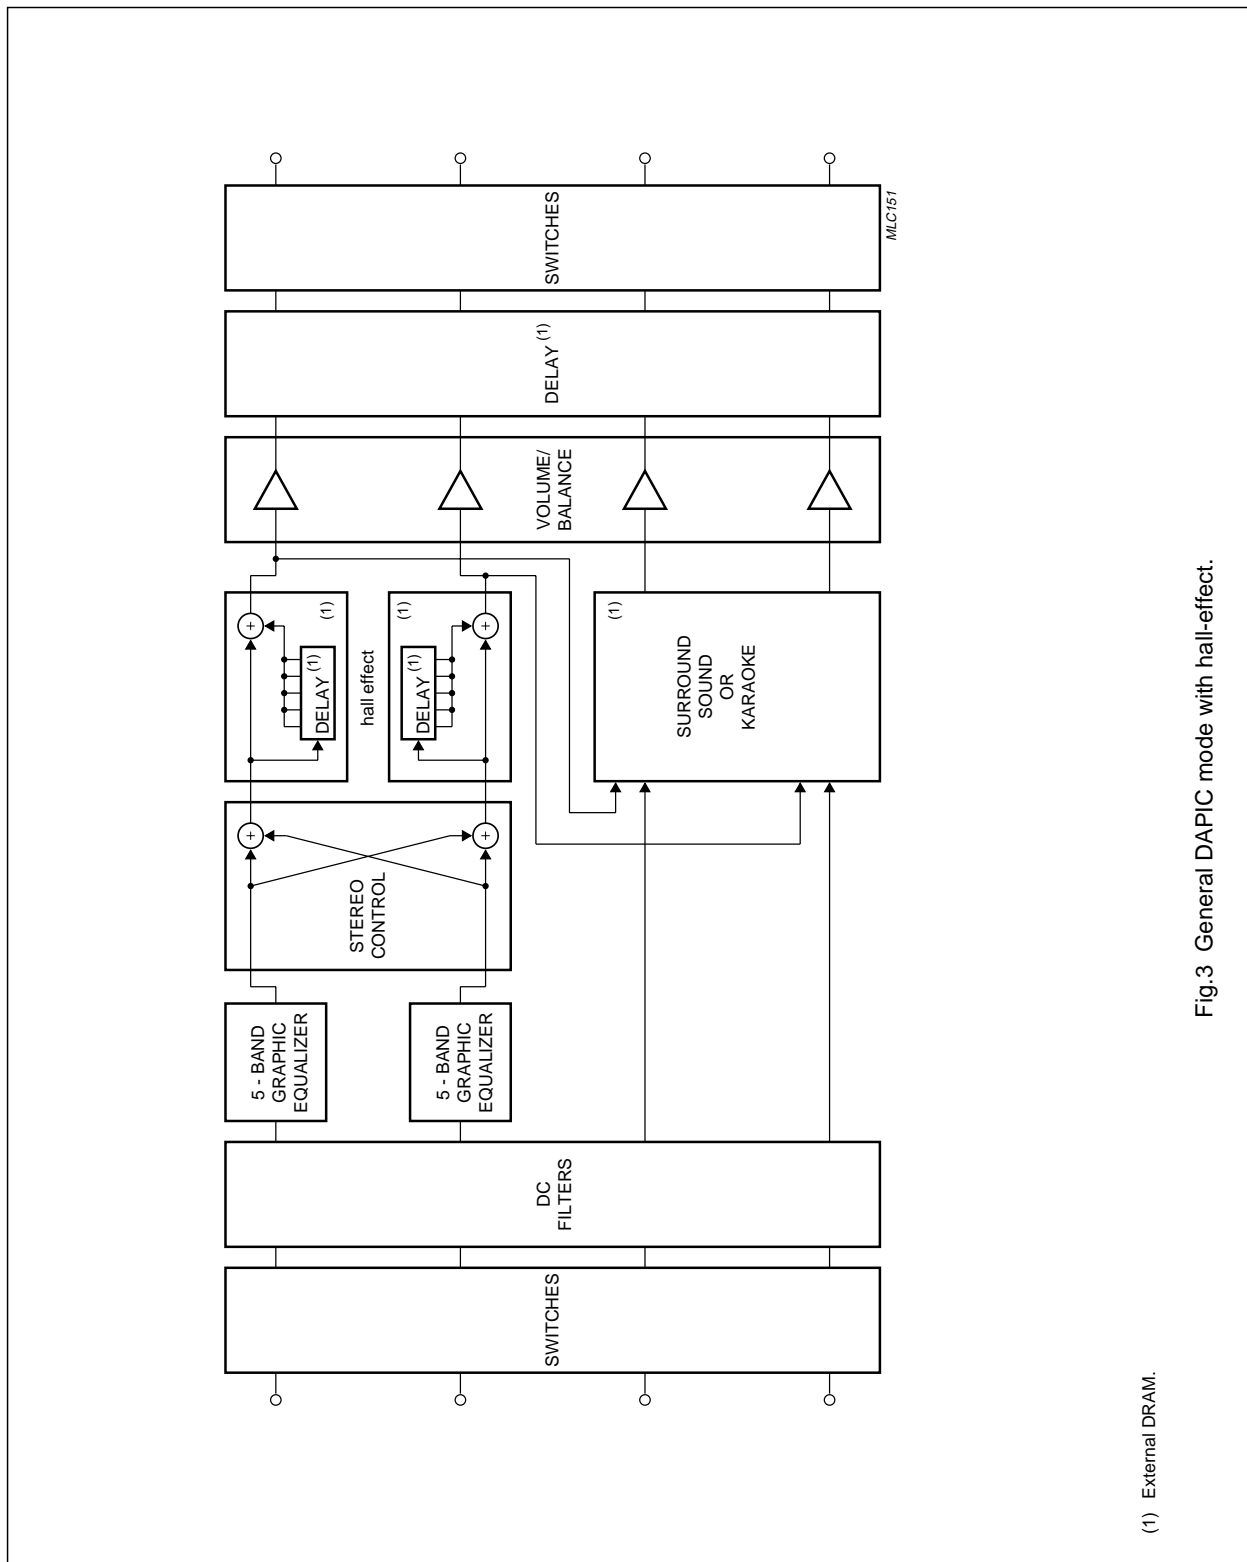 SWITCHES
DC
FILTERS
5 - BAND
GRAPHIC
EQUALIZER
5 - BAND
GRAPHIC
EQUALIZER
STEREO
CONTROL
+
+
DELAY (1)
+
(1)
hall effect
DELAY (1)
+
(1)
SURROUND
SOUND
OR
KARAOKE
(1)
VOLUME/
BALANCE
DELAY (1)
SWITCHES
MLC151
(1) External DRAM.
Fig.3 General DAPIC mode with hall-effect.